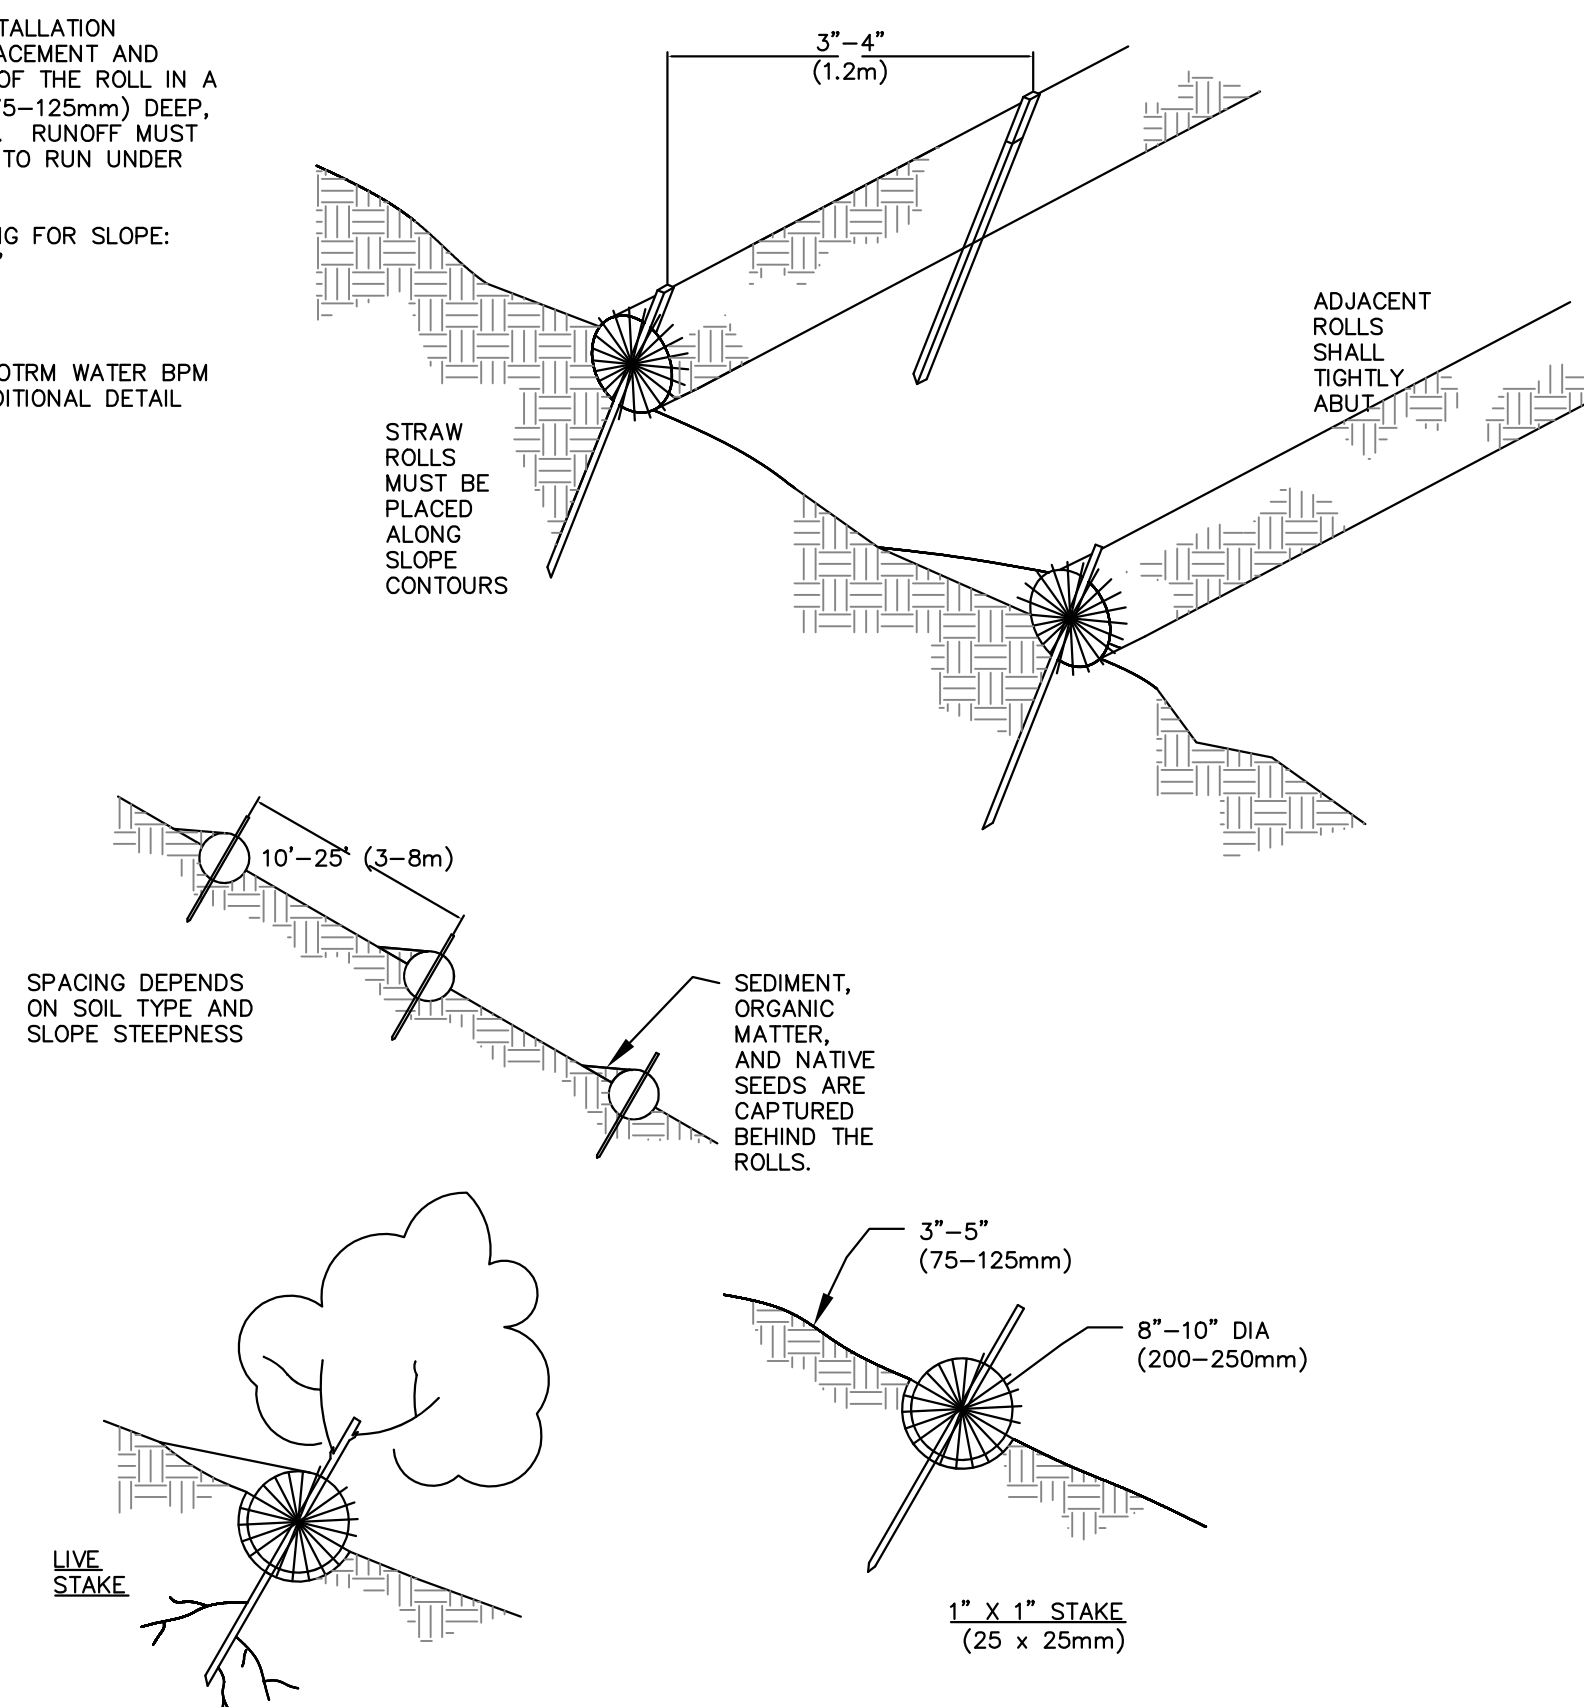 TALLATION
ACEMENT AND
OF THE ROLL IN A
75–125mm) DEEP,
. RUNOFF MUST
TO RUN UNDER
G FOR SLOPE:
OTRM WATER BPM
DITIONAL DETAIL
3"–4"
(1.2m)
ADJACENT
ROLLS
SHALL
TIGHTLY
ABUT
STRAW
ROLLS
MUST BE
PLACED
ALONG
SLOPE
CONTOURS
10'–25' (3–8m)
SPACING DEPENDS
ON SOIL TYPE AND
SLOPE STEEPNESS
SEDIMENT,
ORGANIC
MATTER,
AND NATIVE
SEEDS ARE
CAPTURED
BEHIND THE
ROLLS.
3"–5"
(75–125mm)
8"–10" DIA
(200–250mm)
LIVE
STAKE
1" X 1" STAKE
(25 x 25mm)